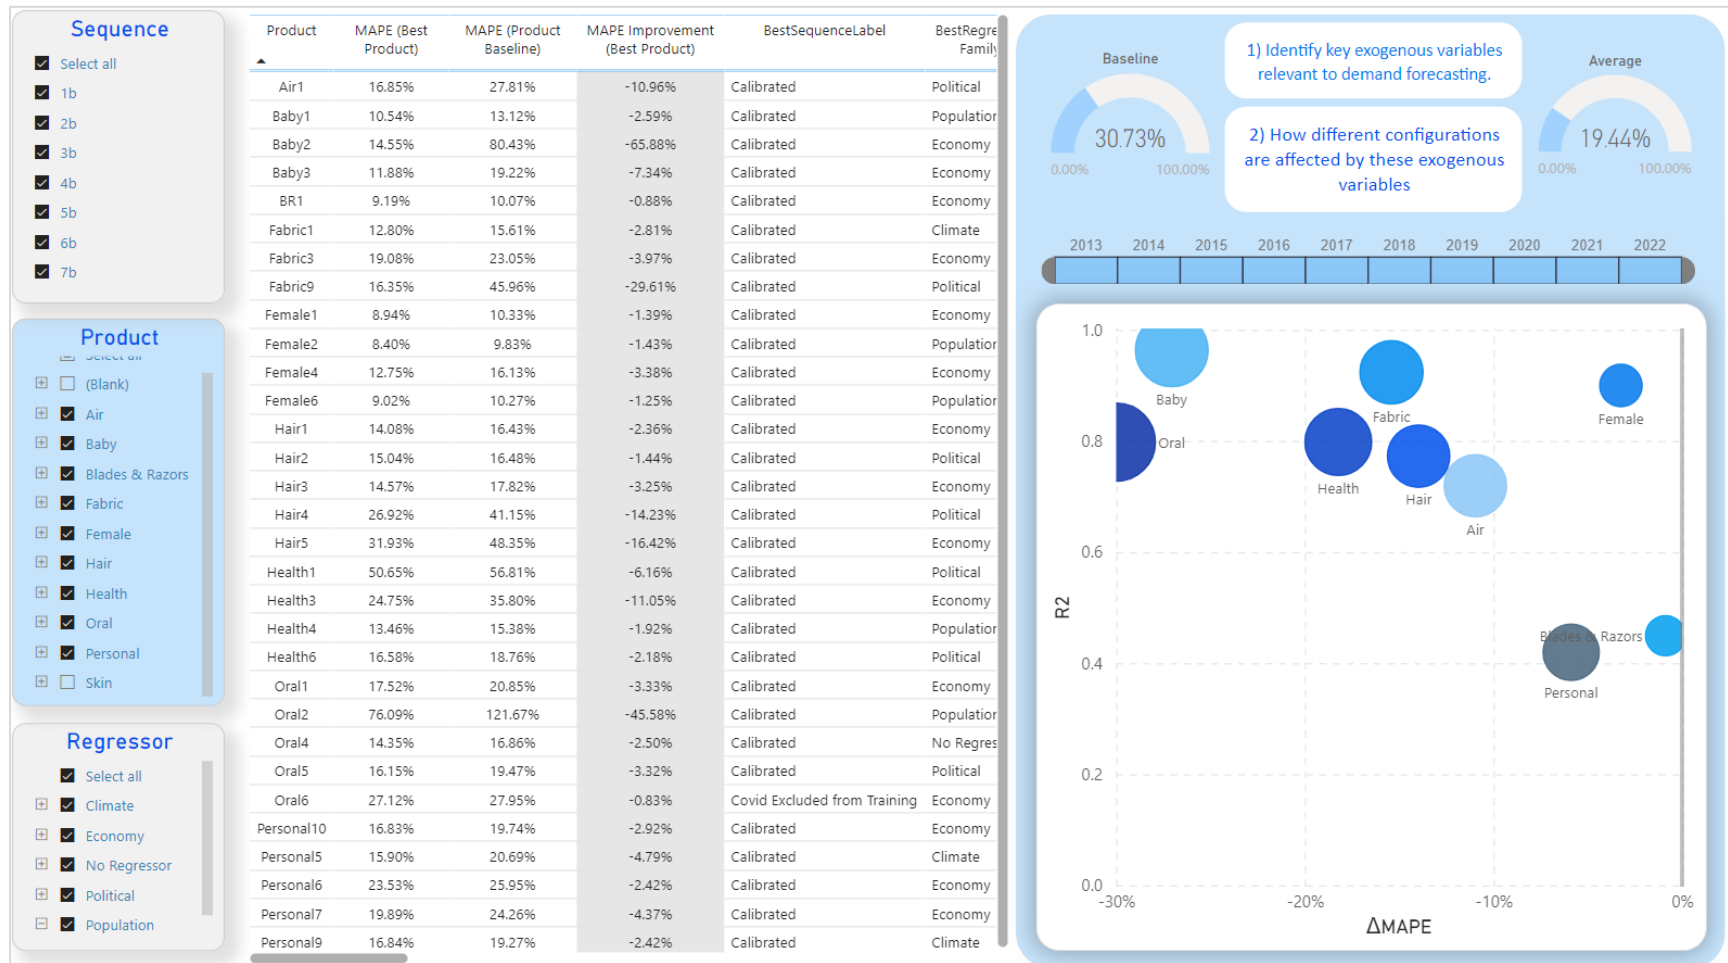 Sequence
Select all
1b
2b
3b
4b
5b
6b
7b
Product
Select all
(Blank)
Air
Baby
Blades & Razors
Fabric
Female
Hair
Health
Oral
Personal
Skin
Regressor
Select all
Climate
Economy
No Regressor
Political
Population
Product MAPE (Best Product) MAPE (Product Baseline) MAPE Improvement (Best Product) BestSequenceLabel BestRegre Family
Air1 16.85% 27.81% -10.96% Calibrated Political
Baby1 10.54% 13.12% -2.59% Calibrated Population
Baby2 14.55% 80.43% -65.88% Calibrated Economy
Baby3 11.88% 19.22% -7.34% Calibrated Economy
BR1 9.19% 10.07% -0.88% Calibrated Economy
Fabric1 12.80% 15.61% -2.81% Calibrated Climate
Fabric3 19.08% 23.05% -3.97% Calibrated Economy
Fabric9 16.35% 45.96% -29.61% Calibrated Political
Female1 8.94% 10.33% -1.39% Calibrated Economy
Female2 8.40% 9.83% -1.43% Calibrated Population
Female4 12.75% 16.13% -3.38% Calibrated Economy
Female6 9.02% 10.27% -1.25% Calibrated Population
Hair1 14.08% 16.43% -2.36% Calibrated Economy
Hair2 15.04% 16.48% -1.44% Calibrated Political
Hair3 14.57% 17.82% -3.25% Calibrated Economy
Hair4 26.92% 41.15% -14.23% Calibrated Political
Hair5 31.93% 48.35% -16.42% Calibrated Economy
Health1 50.65% 56.81% -6.16% Calibrated Political
Health3 24.75% 35.80% -11.05% Calibrated Economy
Health4 13.46% 15.38% -1.92% Calibrated Population
Health6 16.58% 18.76% -2.18% Calibrated Political
Oral1 17.52% 20.85% -3.33% Calibrated Economy
Oral2 76.09% 121.67% -45.58% Calibrated Population
Oral4 14.35% 16.86% -2.50% Calibrated No Regres
Oral5 16.15% 19.47% -3.32% Calibrated Political
Oral6 27.12% 27.95% -0.83% Covid Excluded from Training Economy
Personal10 16.83% 19.74% -2.92% Calibrated Economy
Personal5 15.90% 20.69% -4.79% Calibrated Climate
Personal6 23.53% 25.95% -2.42% Calibrated Economy
Personal7 19.89% 24.26% -4.37% Calibrated Economy
Personal9 16.84% 19.27% -2.42% Calibrated Climate
Baseline
30.73%
0.00% 100.00%
1) Identify key exogenous variables
relevant to demand forecasting.
2) How different configurations
are affected by these exogenous
variables
Average
19.44%
0.00% 100.00%
2013 2014 2015 2016 2017 2018 2019 2020 2021 2022
1.0
0.8
0.6
0.4
0.2
0.0
R2
Baby
Oral
Fabric
Female
Health
Hair
Air
Blades & Razors
Personal
-30% -20% -10% 0%
ΔMAPE